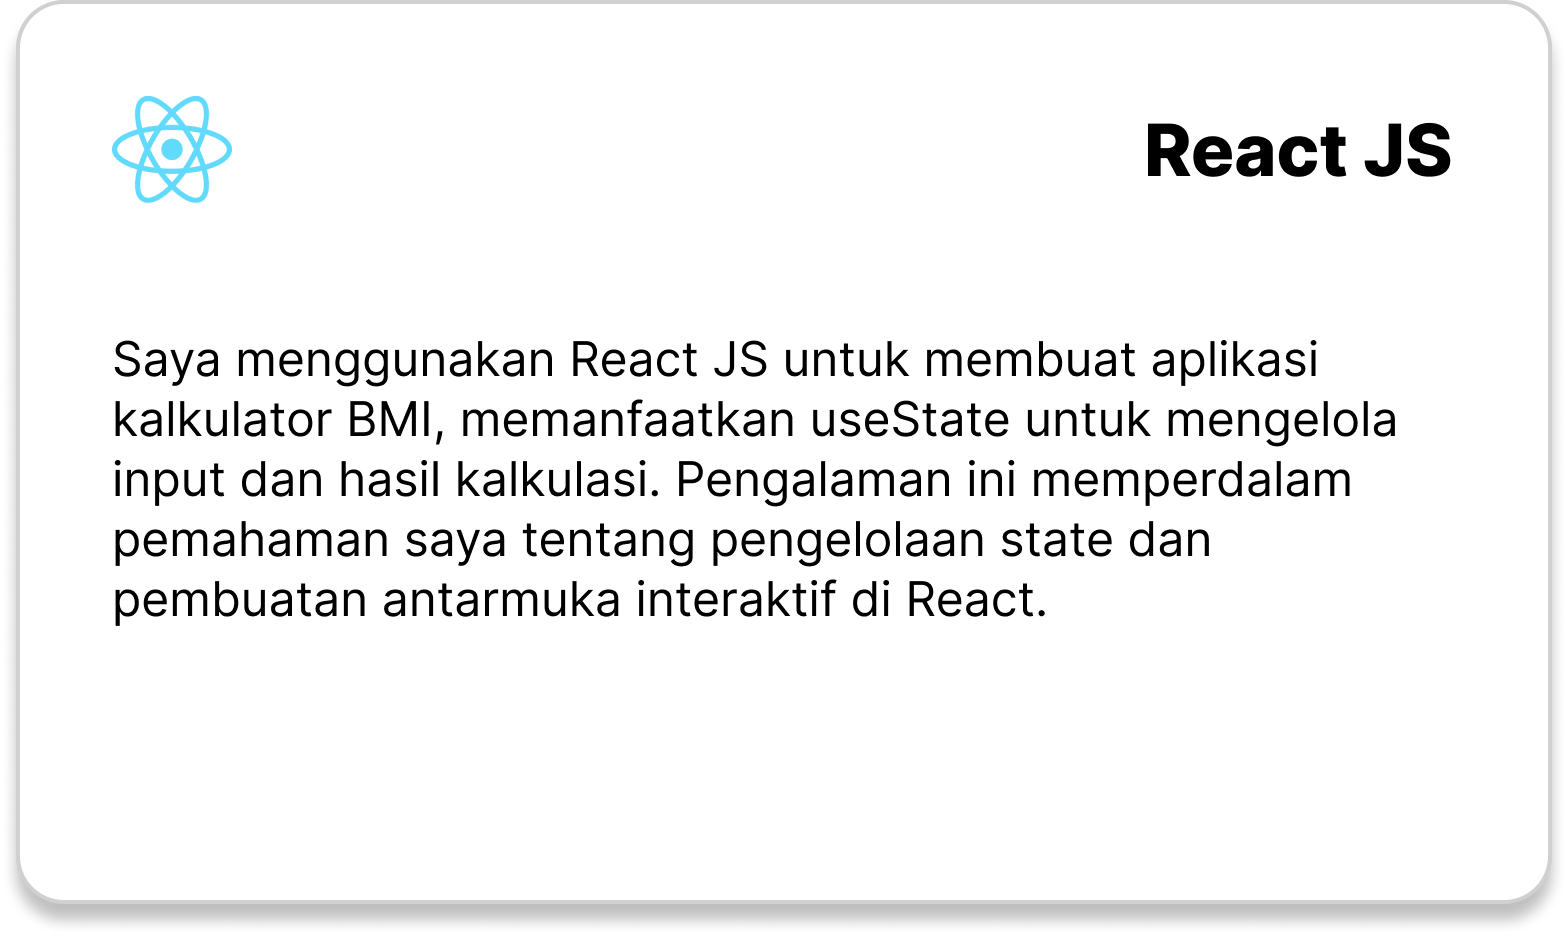 React JS
Saya menggunakan React JS untuk membuat aplikasi
kalkulator BMI, memanfaatkan useState untuk mengelola
input dan hasil kalkulasi. Pengalaman ini memperdalam
pemahaman saya tentang pengelolaan state dan
pembuatan antarmuka interaktif di React.